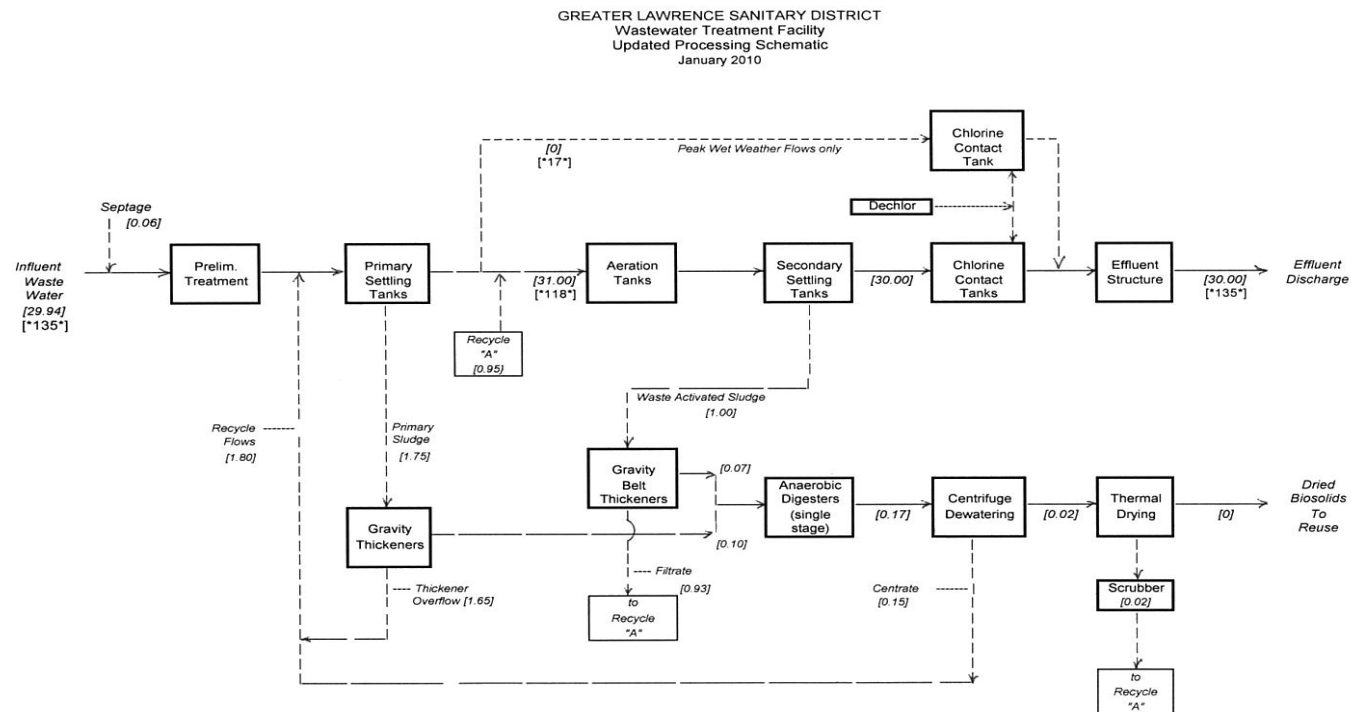 GREATER LAWRENCE SANITARY DISTRICT
Wastewater Treatment Facility
Updated Processing Schematic
January 2010
Chlorine
Contact
Tank
[0]
[*17*]
Peak Wet Weather Flows only
Septage
[0.06]
Dechlor
Influent
Waste
Water
[29.94]
[*135*]
Prelim.
Treatment
Primary
Settling
Tanks
[31.00]
[*118*]
Aeration
Tanks
Secondary
Settling
Tanks
[30.00]
Chlorine
Contact
Tanks
Effluent
Structure
[30.00]
[*135*]
Effluent
Discharge
Recycle
"A"
[0.95}
Waste Activated Sludge
[1.00]
Recycle
Flows
[1.80]
Primary
Sludge
[1.75]
Gravity
Belt
Thickeners
[0.07]
Anaerobic
Digesters
(single
stage)
[0.17]
Centrifuge
Dewatering
[0.02]
Thermal
Drying
[0]
Dried
Biosolids
To
Reuse
Gravity
Thickeners
[0.10]
Thickener
Overflow [1.65]
Filtrate
[0.93]
to
Recycle
"A"
Centrate
[0.15]
Scrubber
[0.02]
to
Recycle
"A"